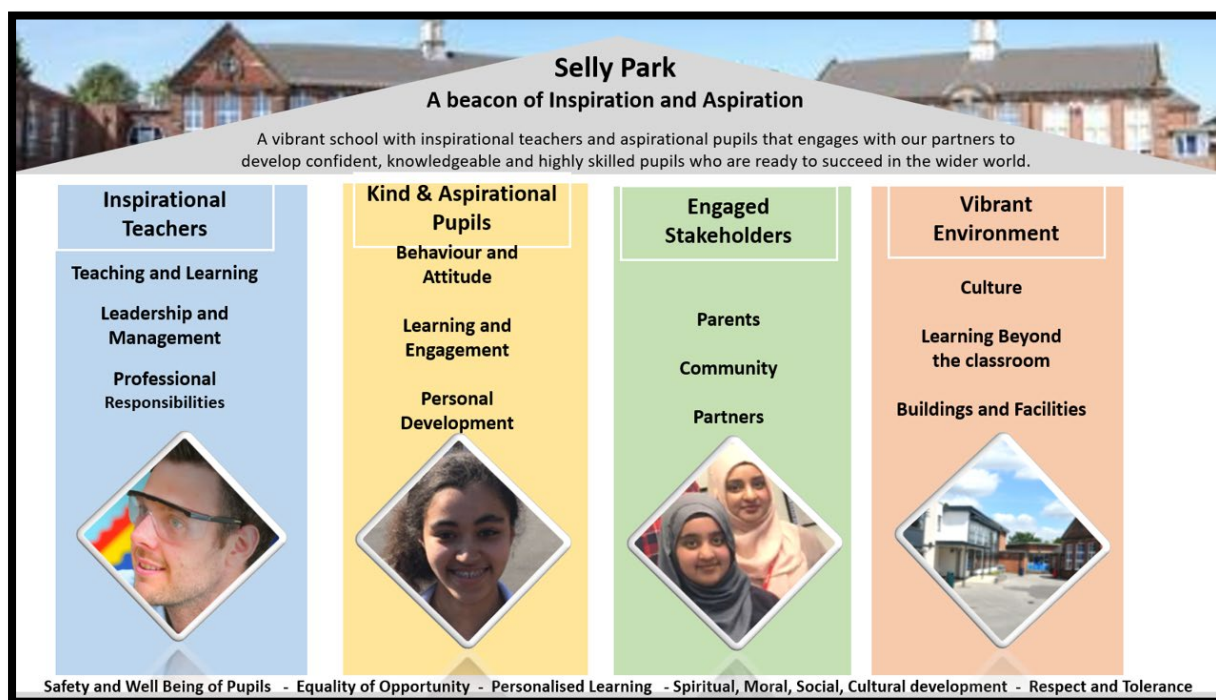 Selly Park
A beacon of Inspiration and Aspiration
A vibrant school with inspirational teachers and aspirational pupils that engages with our partners to
develop confident, knowledgeable and highly skilled pupils who are ready to succeed in the wider world.
Inspirational
Teachers
Teaching and Learning
Leadership and
Management
Professional
Responsibilities
Kind & Aspirational
Pupils
Behaviour and
Attitude
Learning and
Engagement
Personal
Development
Engaged
Stakeholders
Parents
Community
Partners
Vibrant
Environment
Culture
Learning Beyond
the classroom
Buildings and Facilities
Safety and Well Being of Pupils - Equality of Opportunity - Personalised Learning - Spiritual, Moral, Social, Cultural development - Respect and Tolerance